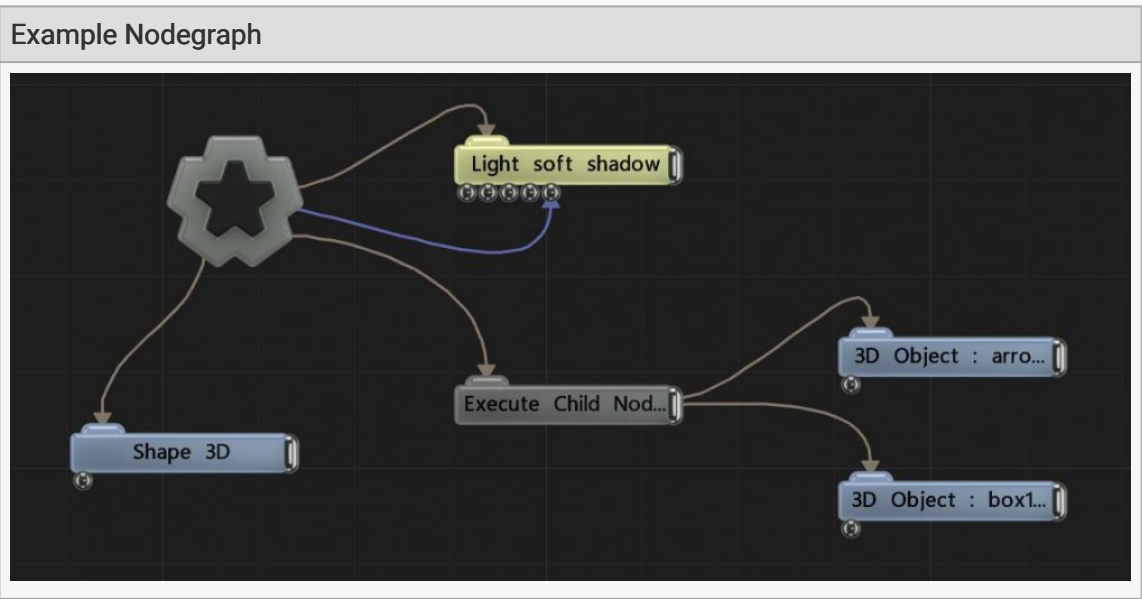 Example Nodegraph
Light soft shadow
3D Object : arro...
Execute Child Nod...
Shape 3D
3D Object : box1...